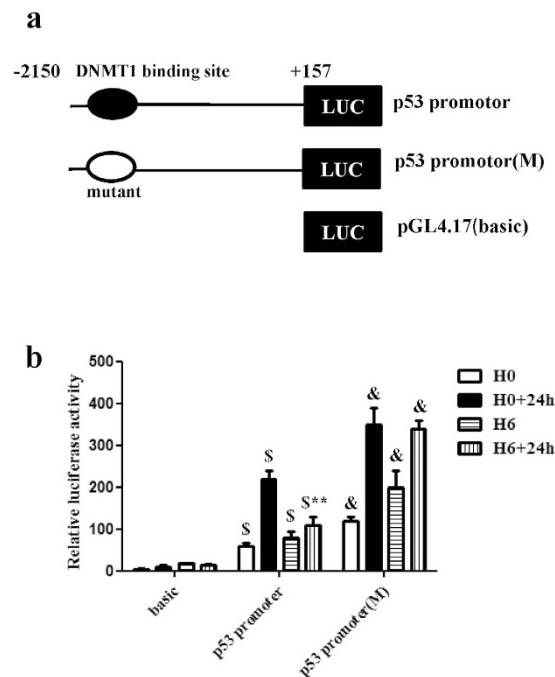 a
-2150 DNMT1 binding site +157
LUC p53 promotor
LUC p53 promotor(M)
mutant
LUC pGL4.17(basic)
b
Relative luciferase activity
500
400
300
200
100
0
$
$
$
$**
&
&
&
&
H0
H0+24h
H6
H6+24h
basic
p53 promoter
p53 promoter(M)